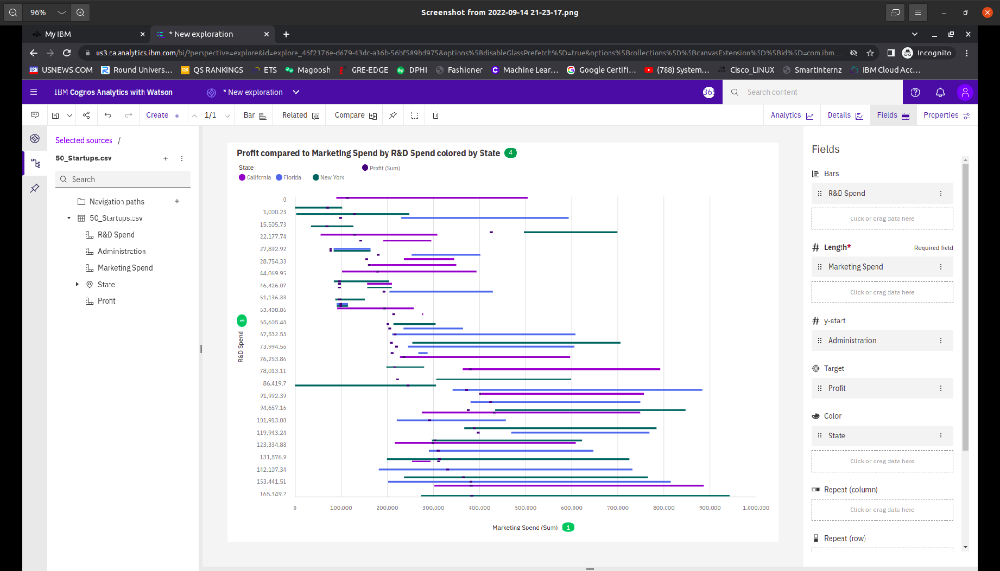 96%
Screenshot from 2022-09-14 21-23-17.png
My IBM
* New exploration
us3.ca.analytics.ibm.com/bi/?perspective=explore&id=explore_46f2376e-d679-43dc-a36b-56bf589bd975&options%5BdisableGlassPrefetch%5D=true&options%5Bcollections%5D%5BcanvasExtension%5D%5Bid%5D=com.ibm....
Incognito
USN USNEWS.COM
Round Univers...
QS QS RANKINGS
ETS
Magoosh
GRE-EDGE
DPHI
Fashioner
Machine Lear...
Google Certifi...
(788) System...
Cisco_LINUX
SmartInternz
IBM Cloud Acc...
IBM Cognos Analytics with Watson
* New exploration
365
Search content
Create
1/1
Bar
Related
Compare
Analytics
Details
Fields
Properties
Selected sources /
50_Startups.csv
Search
Navigation paths
50_Startups.csv
R&D Spend
Administration
Marketing Spend
State
Profit
Profit compared to Marketing Spend by R&D Spend colored by State 4
State
California
Florida
New York
Profit (Sum)
0
1,000.23
15,505.73
22,177.74
27,892.92
28,754.33
44,069.95
46,426.07
61,136.38
63,408.86
65,605.48
67,532.53
73,994.56
76,253.86
78,013.11
86,419.7
91,992.39
94,657.16
101,913.08
119,943.24
123,334.88
131,876.9
142,107.34
153,441.51
165,349.2
R&D Spend 3
0
100,000
200,000
300,000
400,000
500,000
600,000
700,000
800,000
900,000
1,000,000
Marketing Spend (Sum) 1
Fields
Bars
R&D Spend
Click or drag data here
Length*
Required field
Marketing Spend
Click or drag data here
y-start
Administration
Target
Profit
Color
State
Click or drag data here
Repeat (column)
Click or drag data here
Repeat (row)